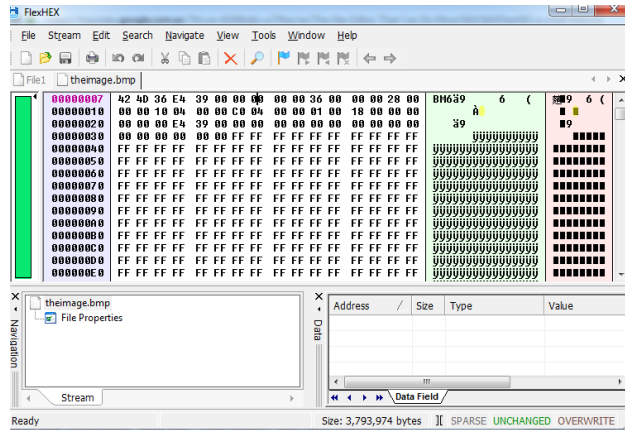 FlexHEX
File Stream Edit Search Navigate View Tools Window Help
File1 theimage.bmp
00000007 42 4D 36 E4 39 00 00 00 00 00 36 00 00 00 28 00 BM6ä9 6 (
00000010 00 00 10 04 00 00 C0 04 00 00 01 00 18 00 00 00 À
00000020 00 00 00 E4 39 00 00 00 00 00 00 00 00 00 00 00 ä9
00000030 00 00 00 00 00 00 FF FF FF FF FF FF FF FF FF FF ÿÿÿÿÿÿÿÿÿÿ
00000040 FF FF FF FF FF FF FF FF FF FF FF FF FF FF FF FF ÿÿÿÿÿÿÿÿÿÿÿÿÿÿÿÿ
00000050 FF FF FF FF FF FF FF FF FF FF FF FF FF FF FF FF ÿÿÿÿÿÿÿÿÿÿÿÿÿÿÿÿ
00000060 FF FF FF FF FF FF FF FF FF FF FF FF FF FF FF FF ÿÿÿÿÿÿÿÿÿÿÿÿÿÿÿÿ
00000070 FF FF FF FF FF FF FF FF FF FF FF FF FF FF FF FF ÿÿÿÿÿÿÿÿÿÿÿÿÿÿÿÿ
00000080 FF FF FF FF FF FF FF FF FF FF FF FF FF FF FF FF ÿÿÿÿÿÿÿÿÿÿÿÿÿÿÿÿ
00000090 FF FF FF FF FF FF FF FF FF FF FF FF FF FF FF FF ÿÿÿÿÿÿÿÿÿÿÿÿÿÿÿÿ
000000A0 FF FF FF FF FF FF FF FF FF FF FF FF FF FF FF FF ÿÿÿÿÿÿÿÿÿÿÿÿÿÿÿÿ
000000B0 FF FF FF FF FF FF FF FF FF FF FF FF FF FF FF FF ÿÿÿÿÿÿÿÿÿÿÿÿÿÿÿÿ
000000C0 FF FF FF FF FF FF FF FF FF FF FF FF FF FF FF FF ÿÿÿÿÿÿÿÿÿÿÿÿÿÿÿÿ
000000D0 FF FF FF FF FF FF FF FF FF FF FF FF FF FF FF FF ÿÿÿÿÿÿÿÿÿÿÿÿÿÿÿÿ
000000E0 FF FF FF FF FF FF FF FF FF FF FF FF FF FF FF FF ÿÿÿÿÿÿÿÿÿÿÿÿÿÿÿÿ
theimage.bmp
File Properties
Navigation
Stream
Data
Address / Size Type Value
Data Field
Ready Size: 3,793,974 bytes ][ SPARSE UNCHANGED OVERWRITE